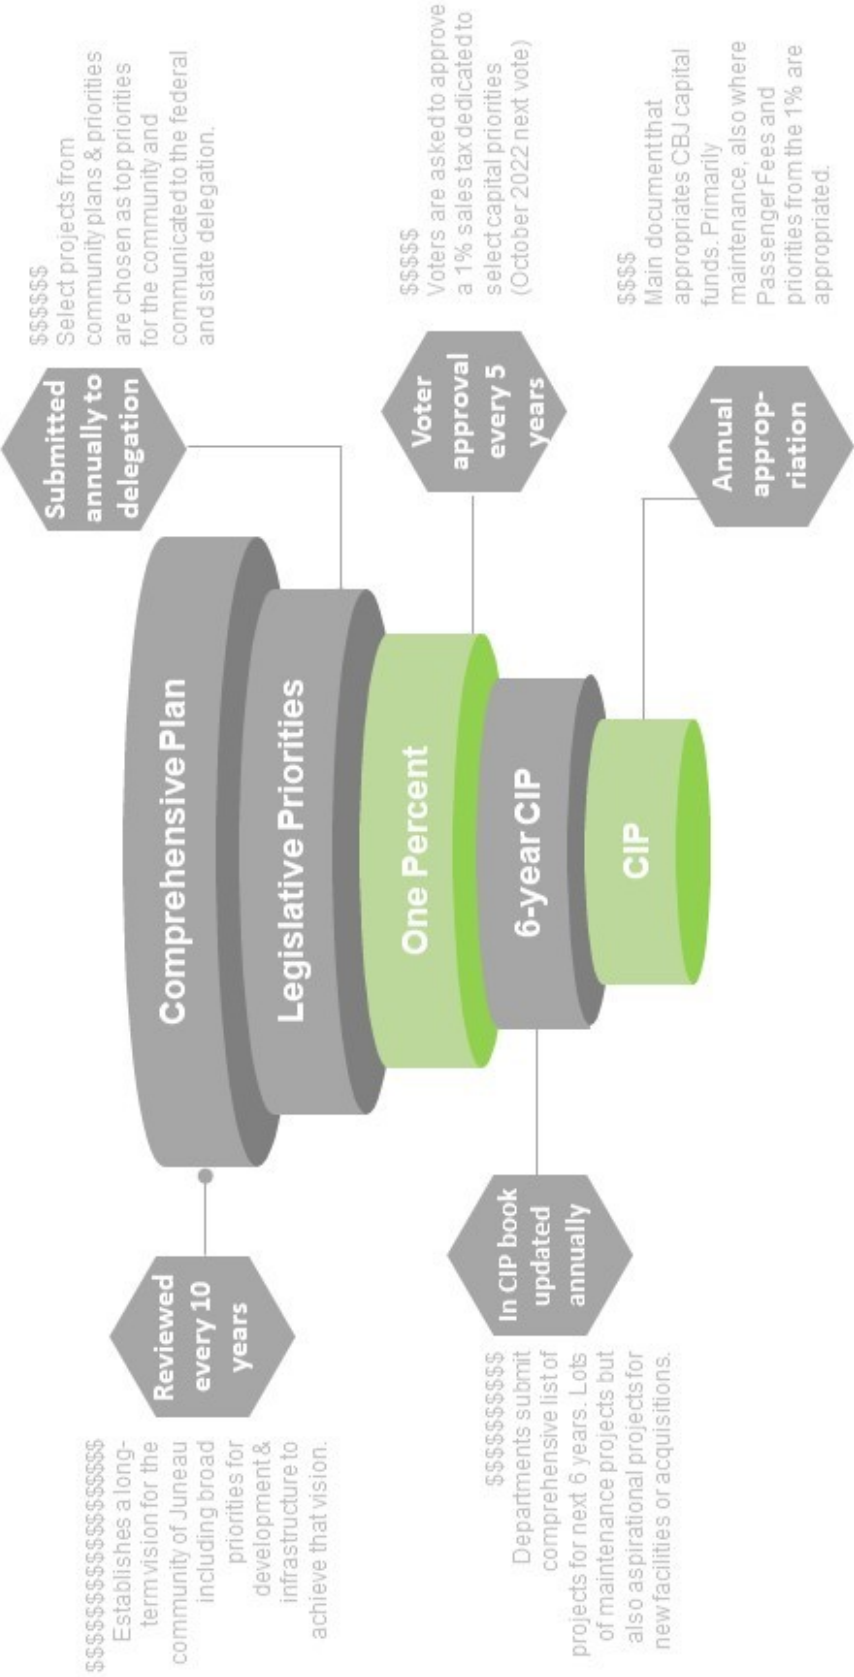 $$$$$$$$$$$$$$$$$$$$
Establishes a long-
term vision for the
community of Juneau
including broad
priorities for
development &
infrastructure to
achieve that vision.
Reviewed
every 10
years
Comprehensive Plan
Submitted
annually to
delegation
$$$$$$
Select projects from
community plans & priorities
are chosen as top priorities
for the community and
communicated to the federal
and state delegation.
Legislative Priorities
One Percent
Voter
approval
every 5
years
$$$$$
Voters are asked to approve
a 1% sales tax dedicated to
select capital priorities
(October 2022 next vote)
$$$$$$$$$$
Departments submit
comprehensive list of
projects for next 6 years. Lots
of maintenance projects but
also aspirational projects for
new facilities or acquisitions.
In CIP book
updated
annually
6-year CIP
CIP
Annual
approp-
riation
$$$$
Main document that
appropriates CBJ capital
funds. Primarily
maintenance, also where
Passenger Fees and
priorities from the 1% are
appropriated.